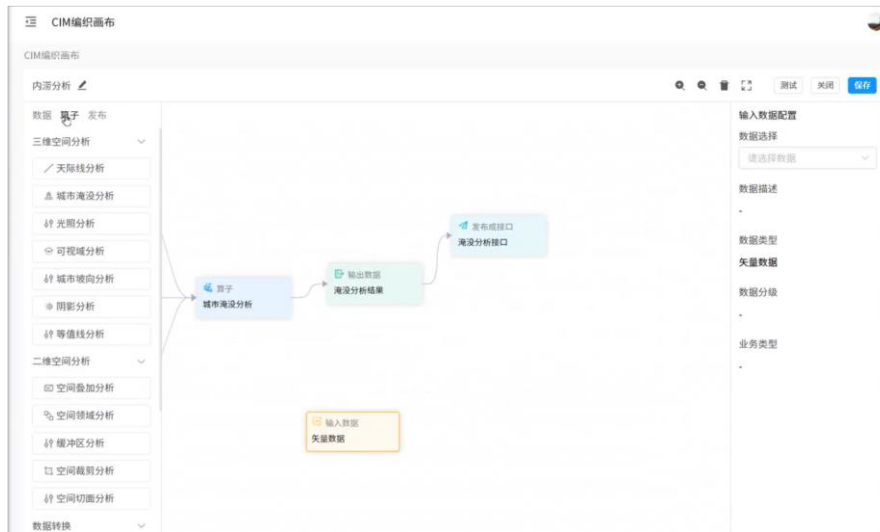 CIM编织画布
CIM编织画布
内涝分析
测试 关闭 保存
数据 算子 发布
三维空间分析
天际线分析
城市淹没分析
光照分析
可视域分析
城市坡向分析
阴影分析
等值线分析
二维空间分析
空间叠加分析
空间领域分析
缓冲区分析
空间裁剪分析
空间切面分析
数据转换
算子
城市淹没分析
输出数据
淹没分析结果
发布成接口
淹没分析接口
输入数据
矢量数据
输入数据配置
数据选择
请选择数据
数据描述
-
数据类型
矢量数据
数据分级
-
业务类型
-